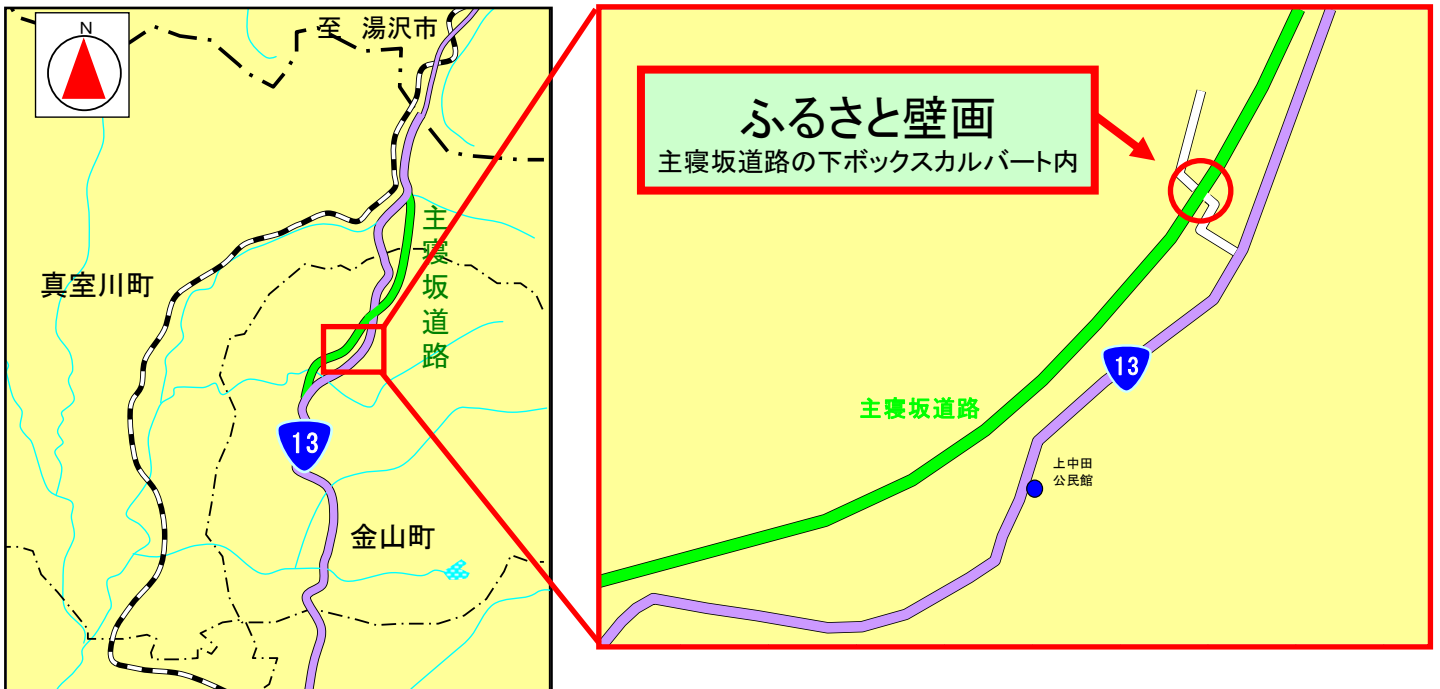 N
至 湯沢市
主寝坂道路
真室川町
13
金山町
ふるさと壁画
主寝坂道路の下ボックスカルバート内
13
主寝坂道路
上中田
公民館